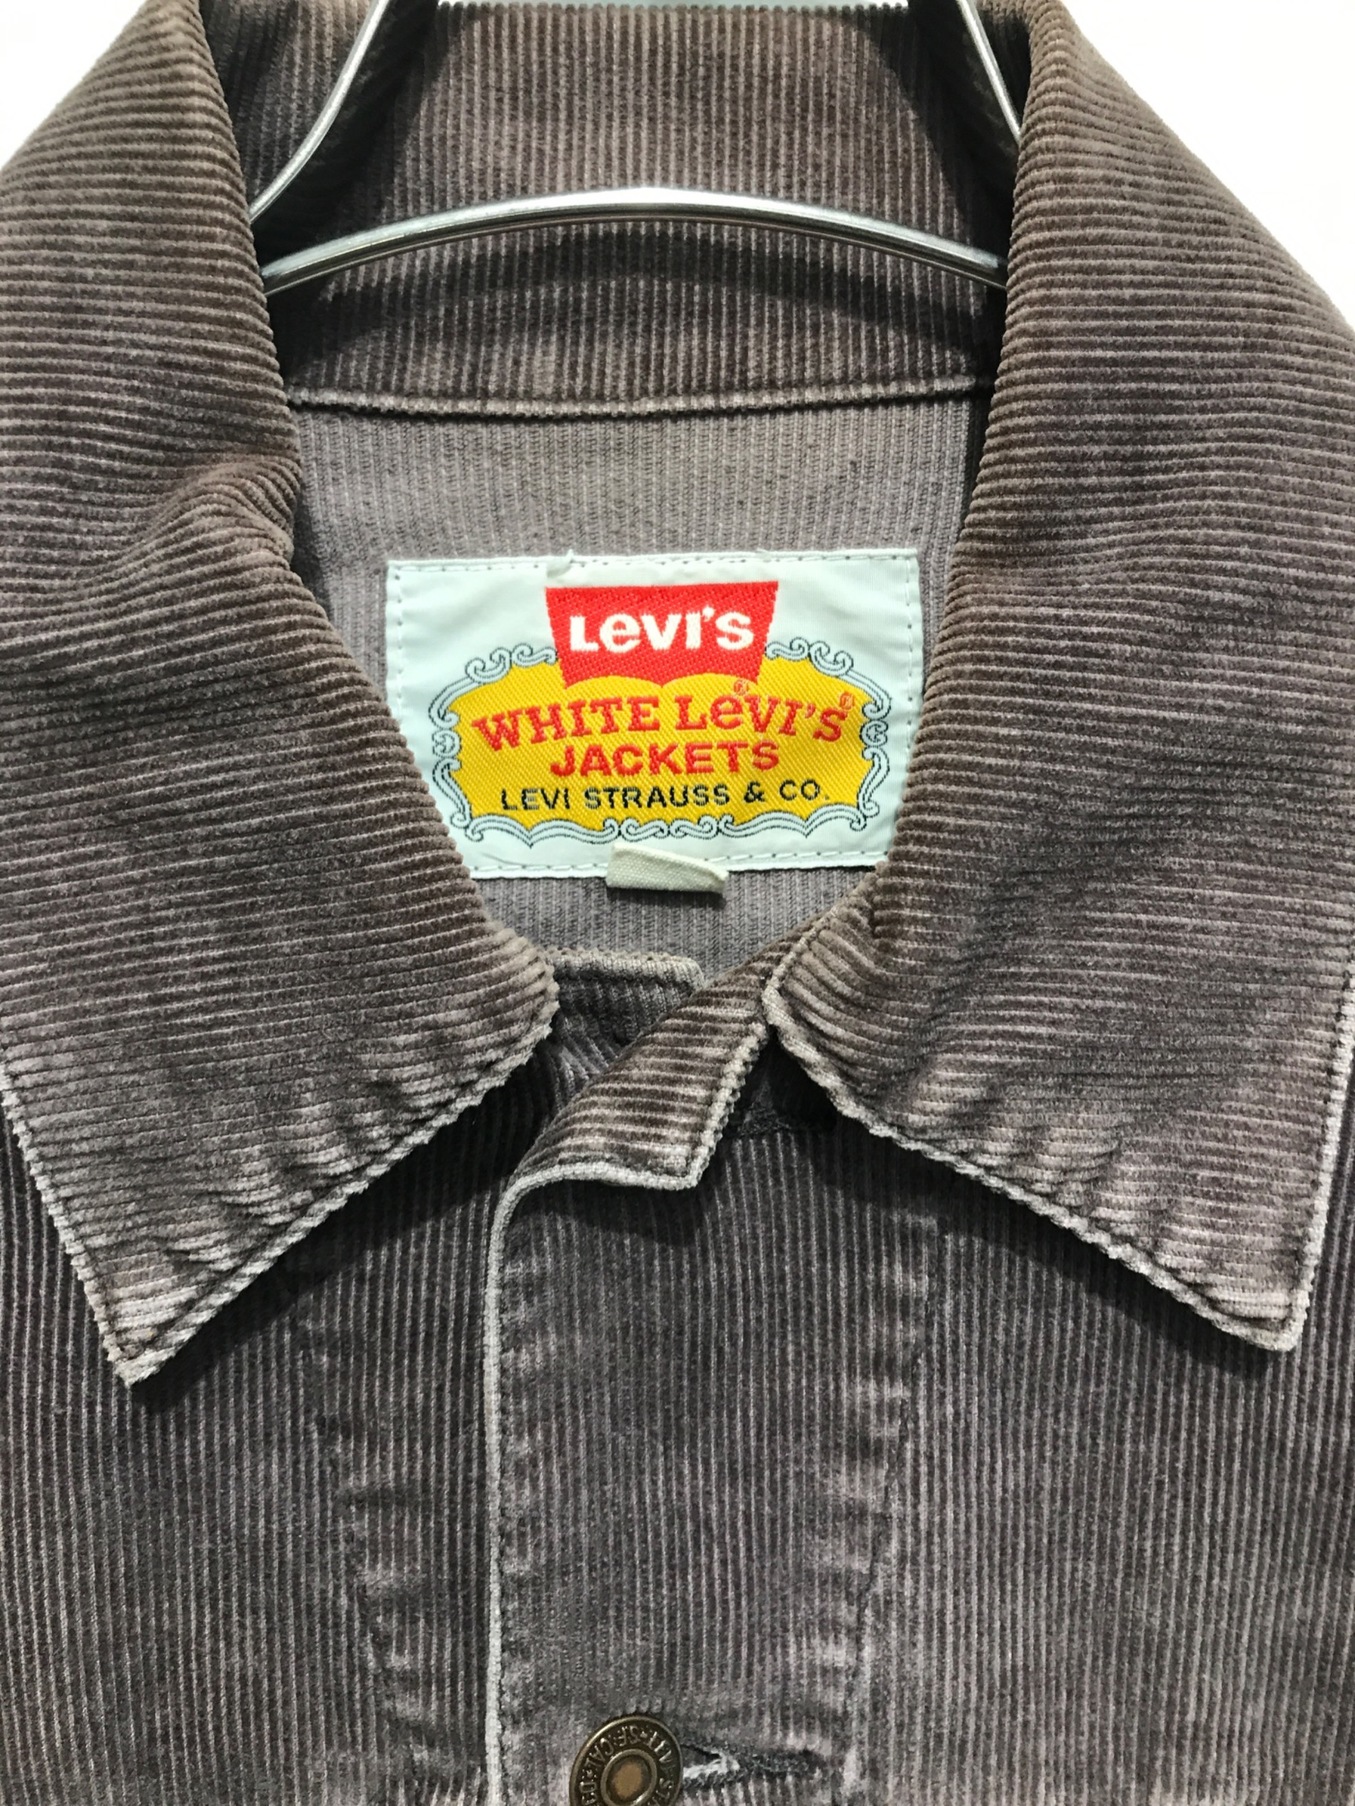 Levi's
WHITE Levi's®
JACKETS
LEVI STRAUSS & CO.